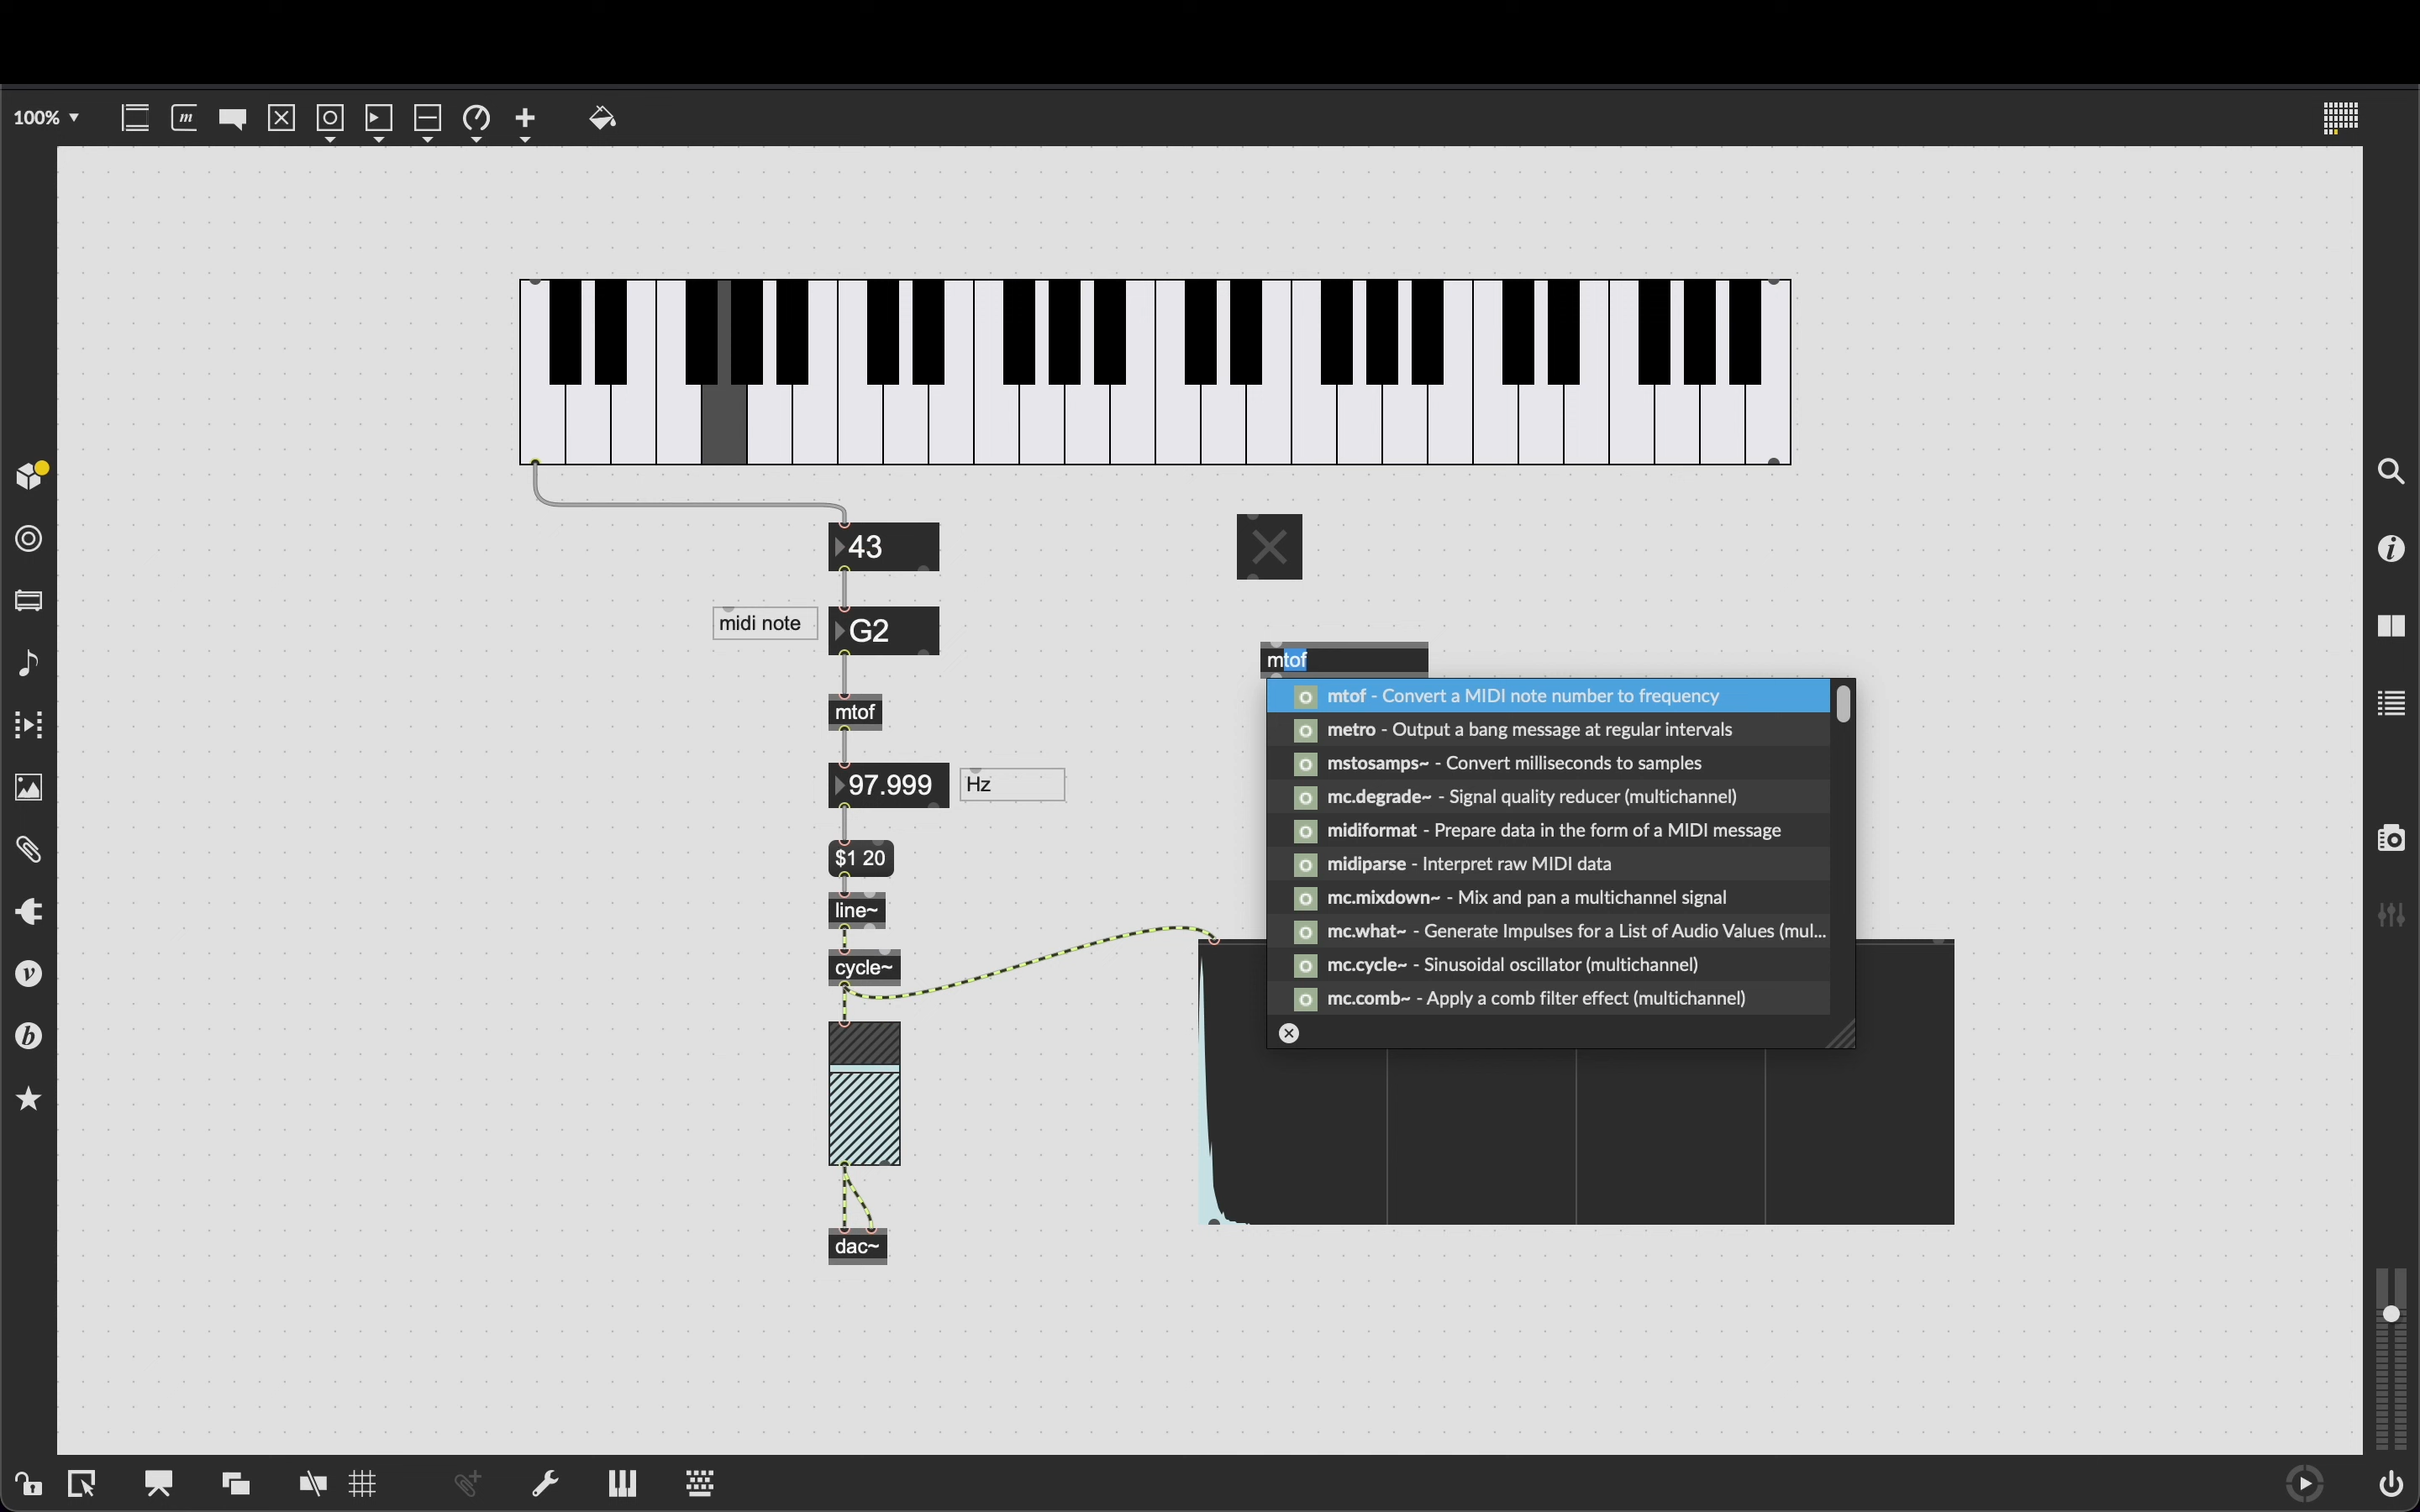 100%
m
43
midi note
G2
mtof
mtof
mtof - Convert a MIDI note number to frequency
metro - Output a bang message at regular intervals
mstosamps~ - Convert milliseconds to samples
mc.degrade~ - Signal quality reducer (multichannel)
midiformat - Prepare data in the form of a MIDI message
midiparse - Interpret raw MIDI data
mc.mixdown~ - Mix and pan a multichannel signal
mc.what~ - Generate Impulses for a List of Audio Values (mul...
mc.cycle~ - Sinusoidal oscillator (multichannel)
mc.comb~ - Apply a comb filter effect (multichannel)
97.999
Hz
$1 20
line~
cycle~
dac~
v
b
i